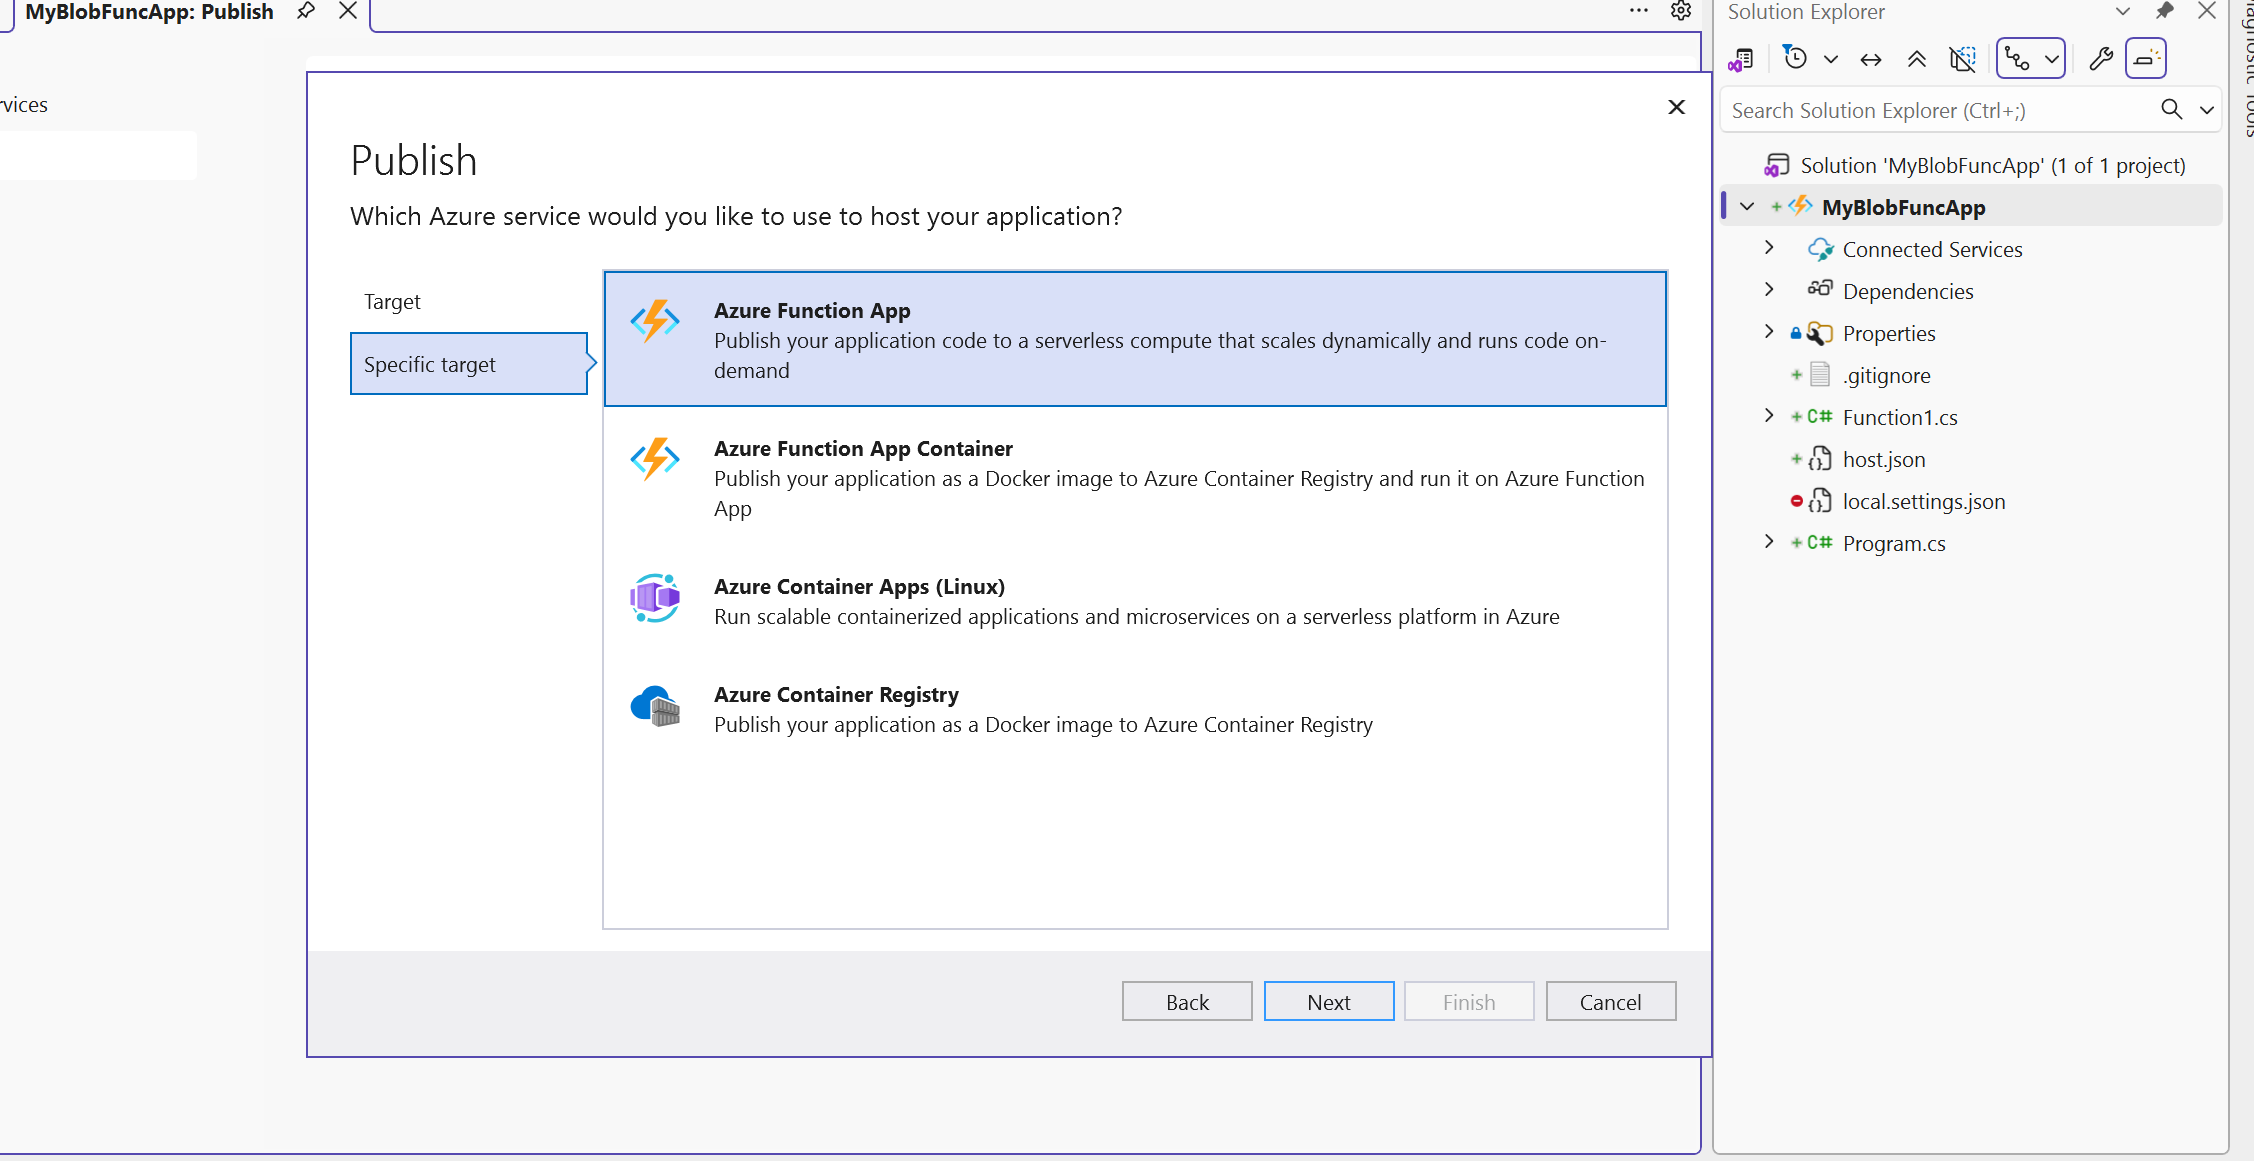 MyBlobFuncApp: Publish
Publish
Which Azure service would you like to use to host your application?
Target
Specific target
Azure Function App
Publish your application code to a serverless compute that scales dynamically and runs code on-
demand
Azure Function App Container
Publish your application as a Docker image to Azure Container Registry and run it on Azure Function
App
Azure Container Apps (Linux)
Run scalable containerized applications and microservices on a serverless platform in Azure
Azure Container Registry
Publish your application as a Docker image to Azure Container Registry
Back
Next
Finish
Cancel
Solution Explorer
Search Solution Explorer (Ctrl+;)
Solution 'MyBlobFuncApp' (1 of 1 project)
MyBlobFuncApp
Connected Services
Dependencies
Properties
.gitignore
C# Function1.cs
host.json
local.settings.json
C# Program.cs